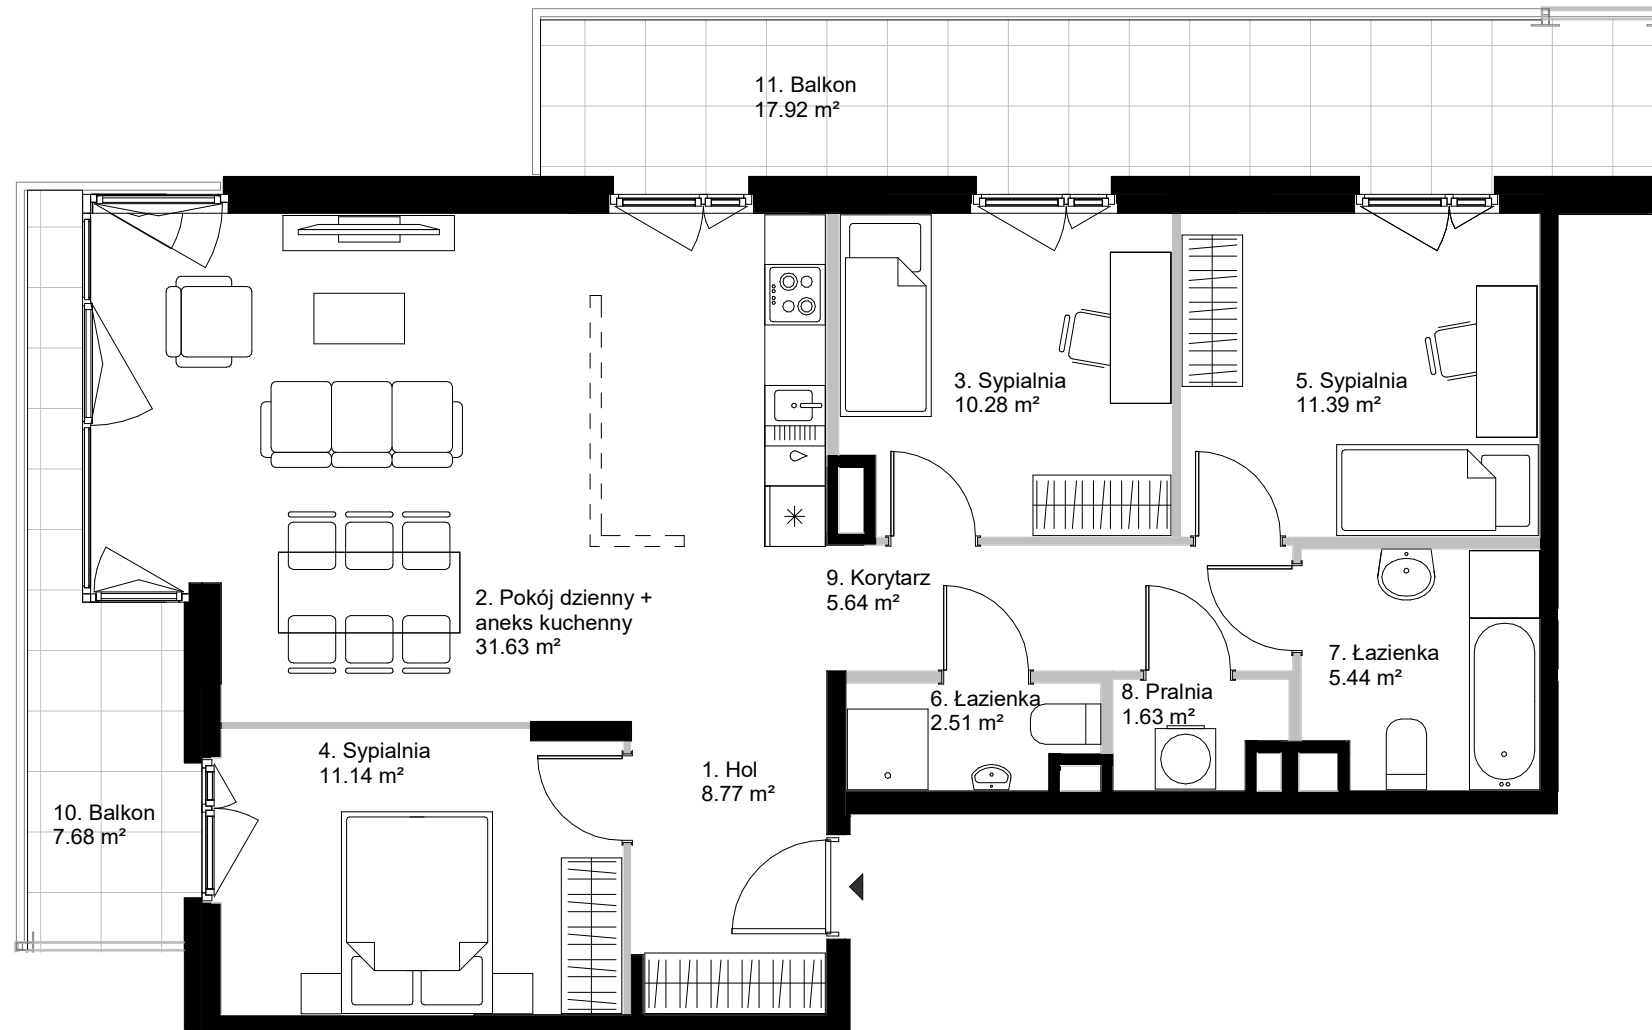 11. Balkon
17.92 m²
3. Sypialnia
10.28 m²
5. Sypialnia
11.39 m²
9. Korytarz
5.64 m²
2. Pokój dzienny +
aneks kuchenny
31.63 m²
7. Łazienka
5.44 m²
6. Łazienka
2.51 m²
8. Pralnia
1.63 m²
4. Sypialnia
11.14 m²
1. Hol
8.77 m²
10. Balkon
7.68 m²